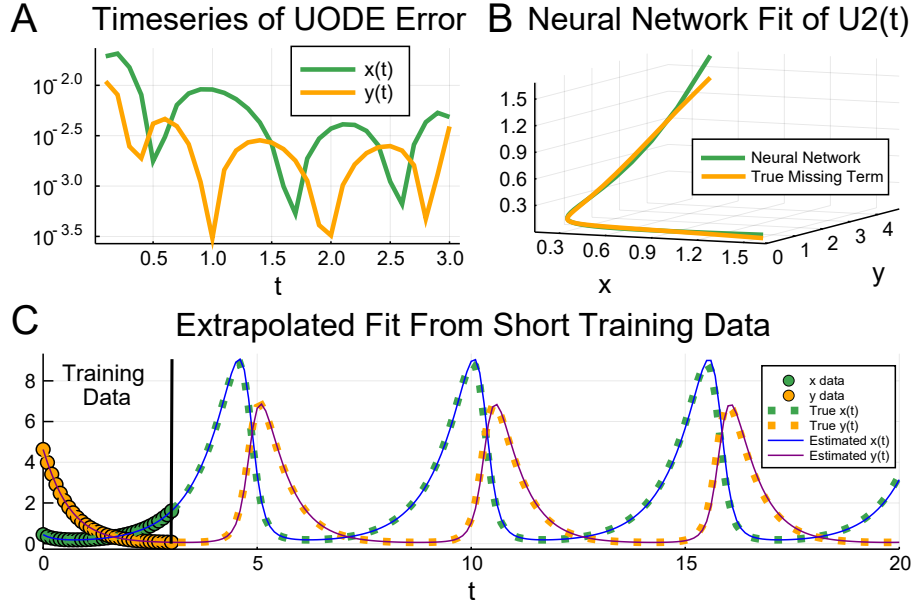 A
Timeseries of UODE Error
10^-2.0
10^-2.5
10^-3.0
10^-3.5
x(t)
y(t)
0.5 1.0 1.5 2.0 2.5 3.0
t
B
Neural Network Fit of U2(t)
1.5
1.2
0.9
0.6
0.3
Neural Network
True Missing Term
0.3 0.6 0.9 1.2 1.5
0 1 2 3 4
x
y
C
Extrapolated Fit From Short Training Data
8
6
4
2
0
Training
Data
x data
y data
True x(t)
True y(t)
Estimated x(t)
Estimated y(t)
0 5 10 15 20
t